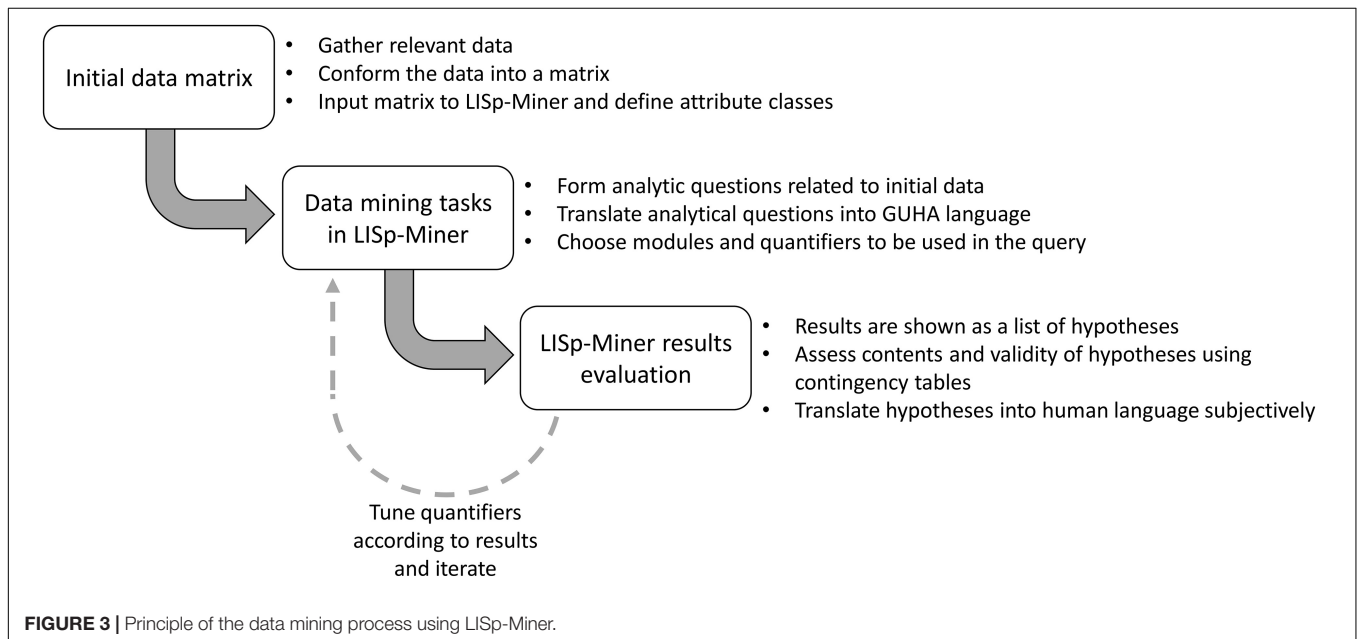 Initial data matrix
• Gather relevant data
• Conform the data into a matrix
• Input matrix to LISp-Miner and define attribute classes
Data mining tasks
in LISp-Miner
• Form analytic questions related to initial data
• Translate analytical questions into GUHA language
• Choose modules and quantifiers to be used in the query
LISp-Miner results
evaluation
• Results are shown as a list of hypotheses
• Assess contents and validity of hypotheses using
contingency tables
• Translate hypotheses into human language subjectively
Tune quantifiers
according to results
and iterate
FIGURE 3 | Principle of the data mining process using LISp-Miner.